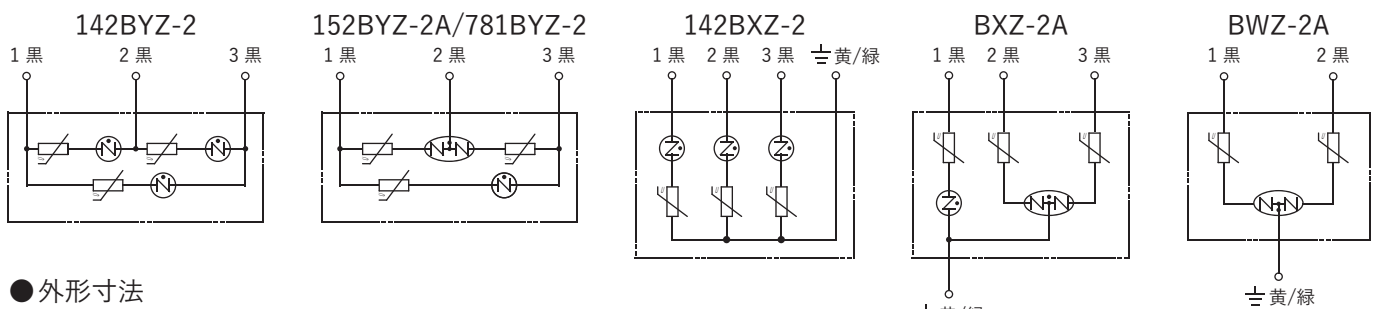 142BYZ-2
1 黒 2 黒 3 黒
152BYZ-2A/781BYZ-2
1 黒 2 黒 3 黒
142BXZ-2
1 黒 2 黒 3 黒 黄/緑
BXZ-2A
1 黒 2 黒 3 黒
黄/緑
BWZ-2A
1 黒 2 黒
黄/緑
●外形寸法